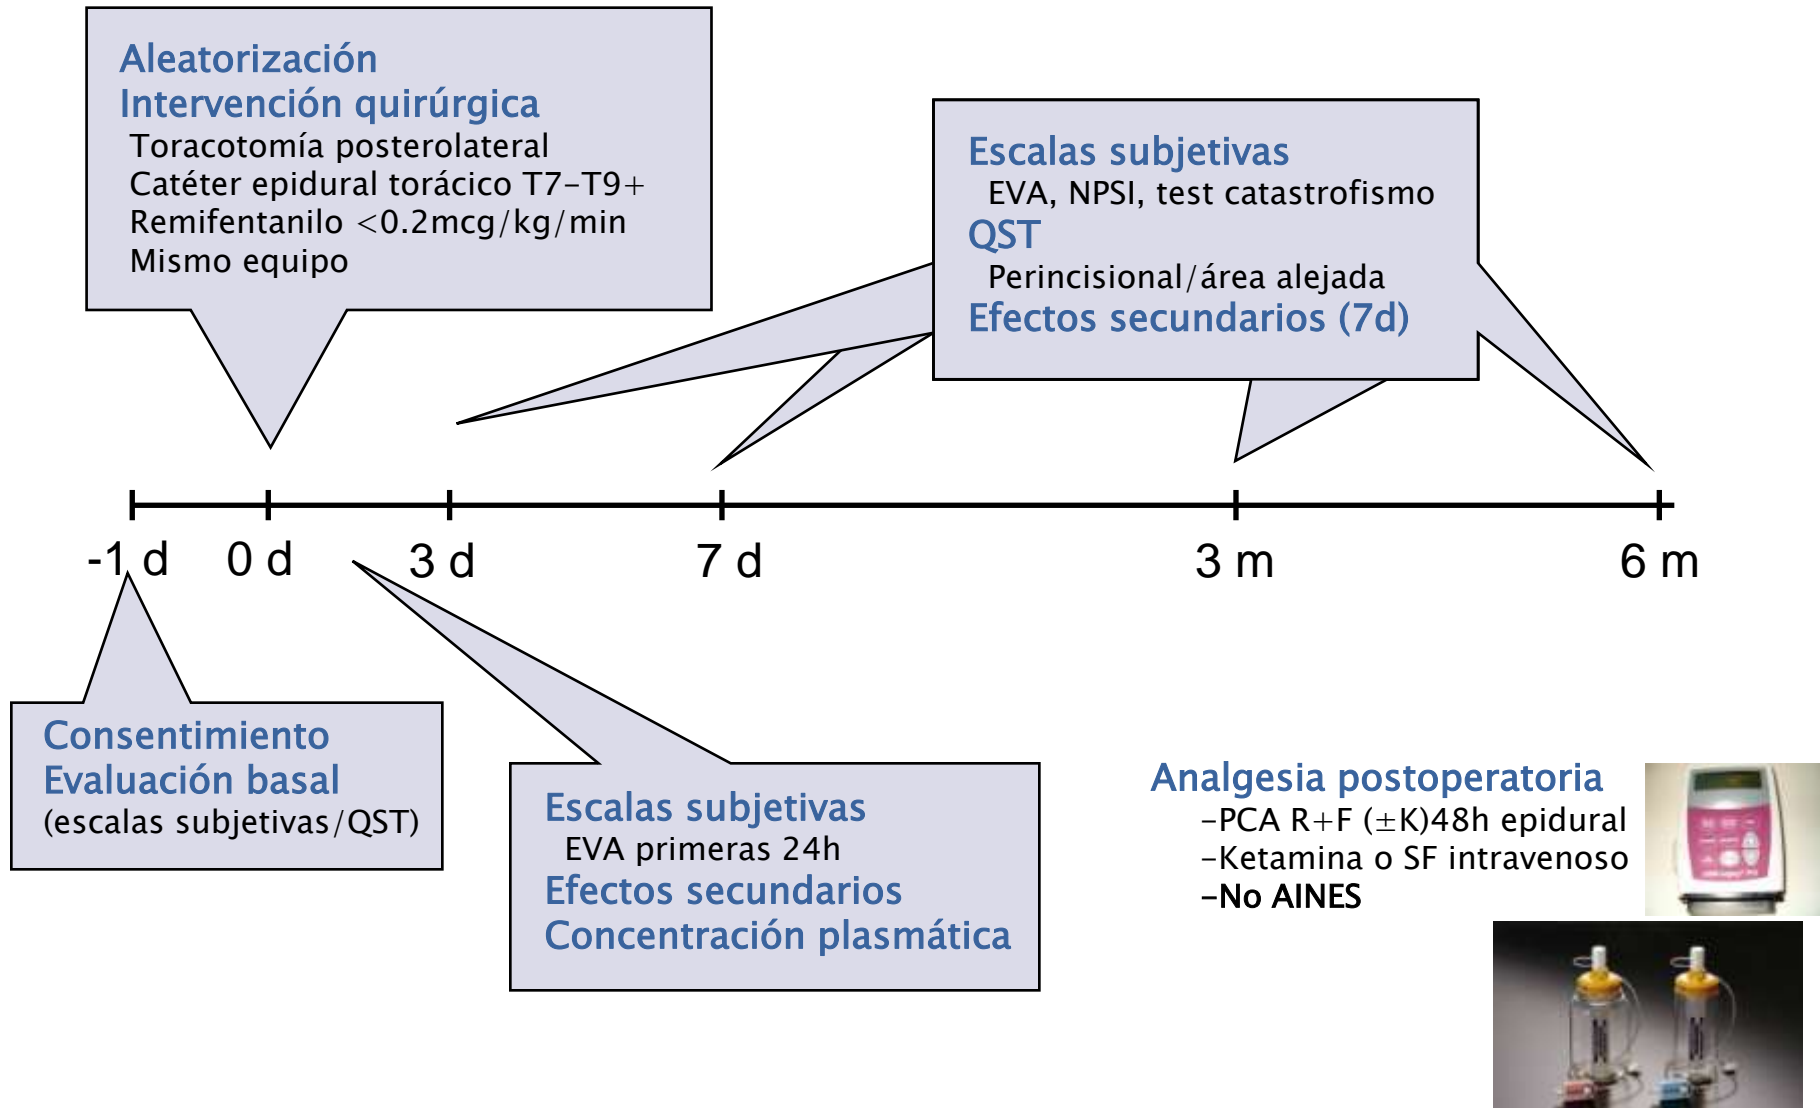 Aleatorización
Intervención quirúrgica
Toracotomía posterolateral
Catéter epidural torácico T7–T9+
Remifentanilo <0.2mcg/kg/min
Mismo equipo
Escalas subjetivas
EVA, NPSI, test catastrofismo
QST
Perincisional/área alejada
Efectos secundarios (7d)
-1 d
0 d
3 d
7 d
3 m
6 m
Consentimiento
Evaluación basal
(escalas subjetivas/QST)
Escalas subjetivas
EVA primeras 24h
Efectos secundarios
Concentración plasmática
Analgesia postoperatoria
–PCA R+F (±K)48h epidural
–Ketamina o SF intravenoso
–No AINES